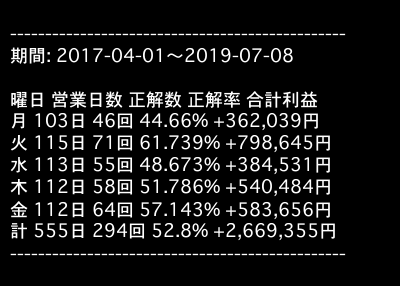 ------------------------------------------------
期間: 2017-04-01～2019-07-08
曜日 営業日数 正解数 正解率 合計利益
月 103日 46回 44.66% +362,039円
火 115日 71回 61.739% +798,645円
水 113日 55回 48.673% +384,531円
木 112日 58回 51.786% +540,484円
金 112日 64回 57.143% +583,656円
計 555日 294回 52.8% +2,669,355円
------------------------------------------------